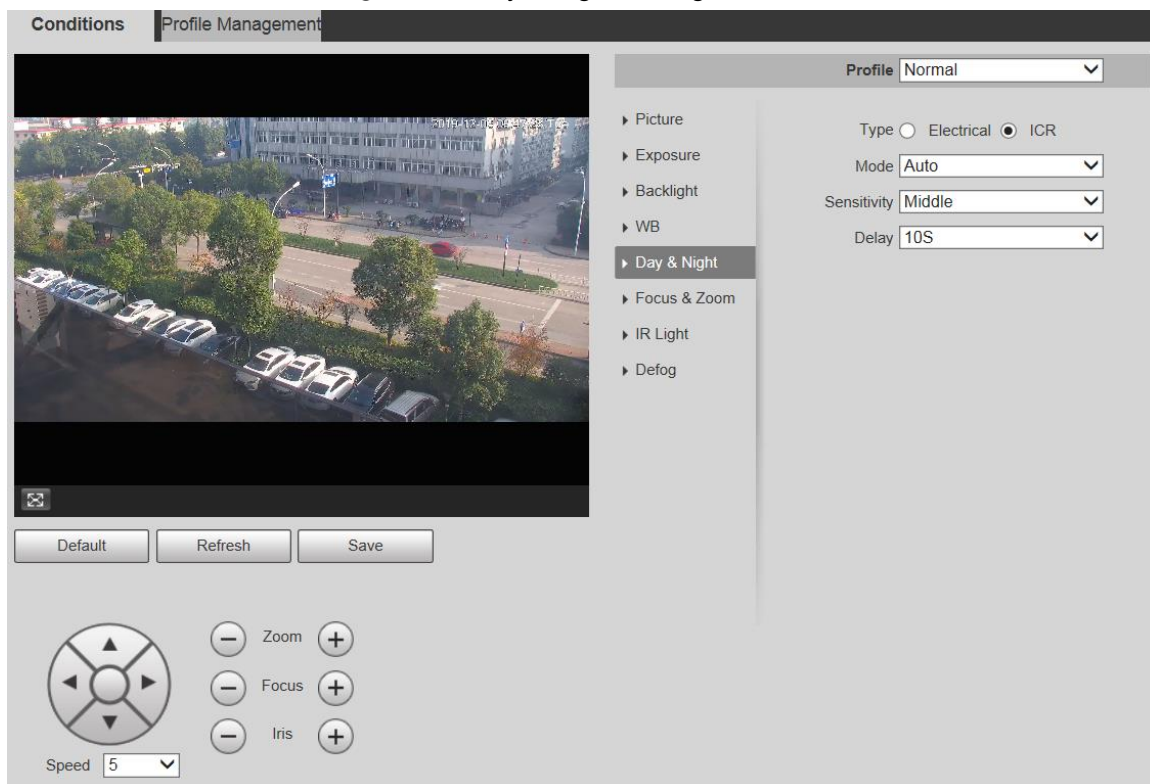 Conditions Profile Management
Profile Normal
Picture
Exposure
Backlight
WB
Day & Night
Focus & Zoom
IR Light
Defog
Type Electrical ICR
Mode Auto
Sensitivity Middle
Delay 10S
Default Refresh Save
Zoom
Focus
Iris
Speed 5